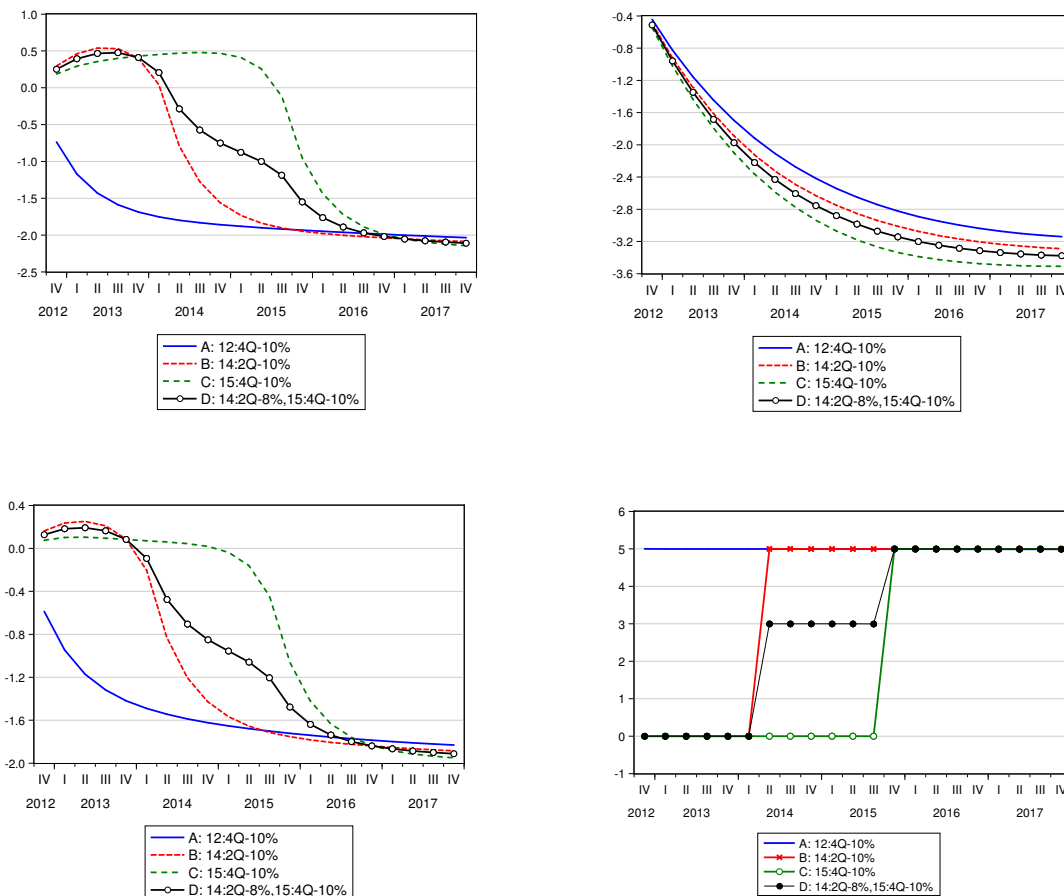 1.0
0.5
0.0
-0.5
-1.0
-1.5
-2.0
-2.5
IV I II III IV I II III IV I II III IV I II III IV I II III IV
2012 2013 2014 2015 2016 2017
A: 12:4Q-10%
B: 14:2Q-10%
C: 15:4Q-10%
D: 14:2Q-8%,15:4Q-10%
-0.4
-0.8
-1.2
-1.6
-2.0
-2.4
-2.8
-3.2
-3.6
IV I II III IV I II III IV I II III IV I II III IV I II III IV
2012 2013 2014 2015 2016 2017
A: 12:4Q-10%
B: 14:2Q-10%
C: 15:4Q-10%
D: 14:2Q-8%,15:4Q-10%
0.4
0.0
-0.4
-0.8
-1.2
-1.6
-2.0
IV I II III IV I II III IV I II III IV I II III IV I II III IV
2012 2013 2014 2015 2016 2017
A: 12:4Q-10%
B: 14:2Q-10%
C: 15:4Q-10%
D: 14:2Q-8%,15:4Q-10%
6
5
4
3
2
1
0
-1
IV I II III IV I II III IV I II III IV I II III IV I II III IV
2012 2013 2014 2015 2016 2017
A: 12:4Q-10%
B: 14:2Q-10%
C: 15:4Q-10%
D: 14:2Q-8%,15:4Q-10%